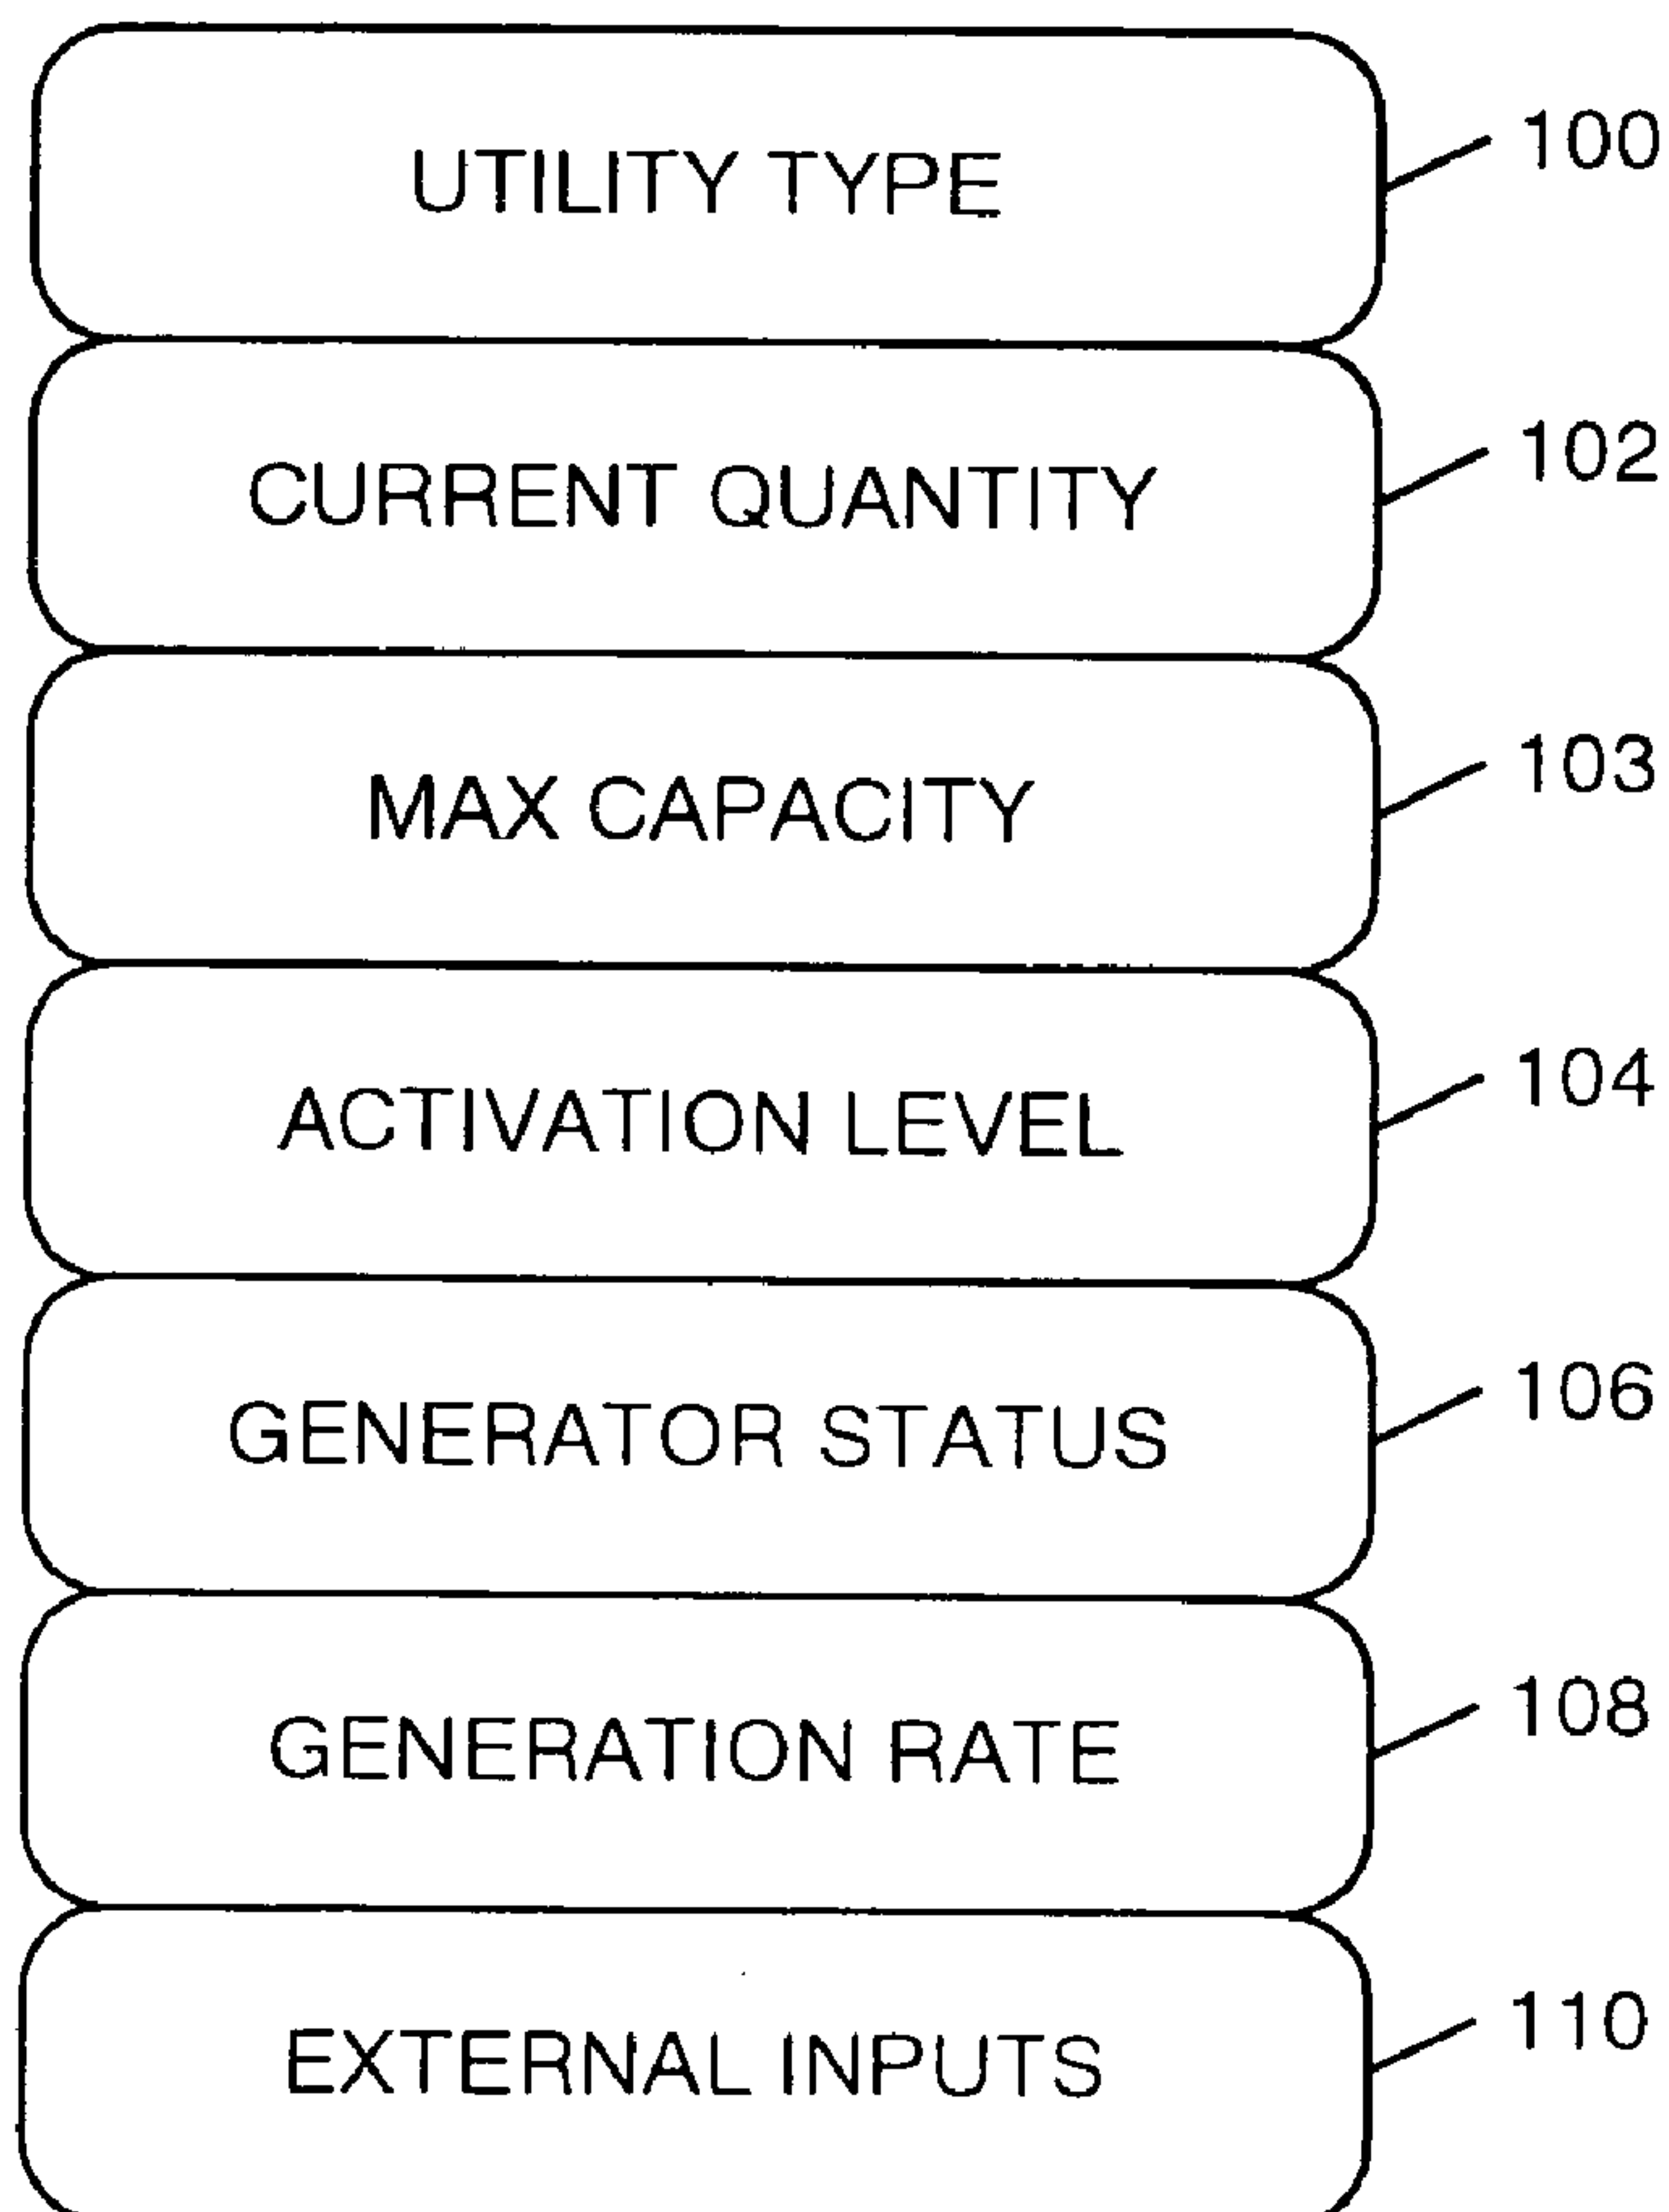 UTILITY TYPE 100
CURRENT QUANTITY 102
MAX CAPACITY 103
ACTIVATION LEVEL 104
GENERATOR STATUS 106
GENERATION RATE 108
EXTERNAL INPUTS 110